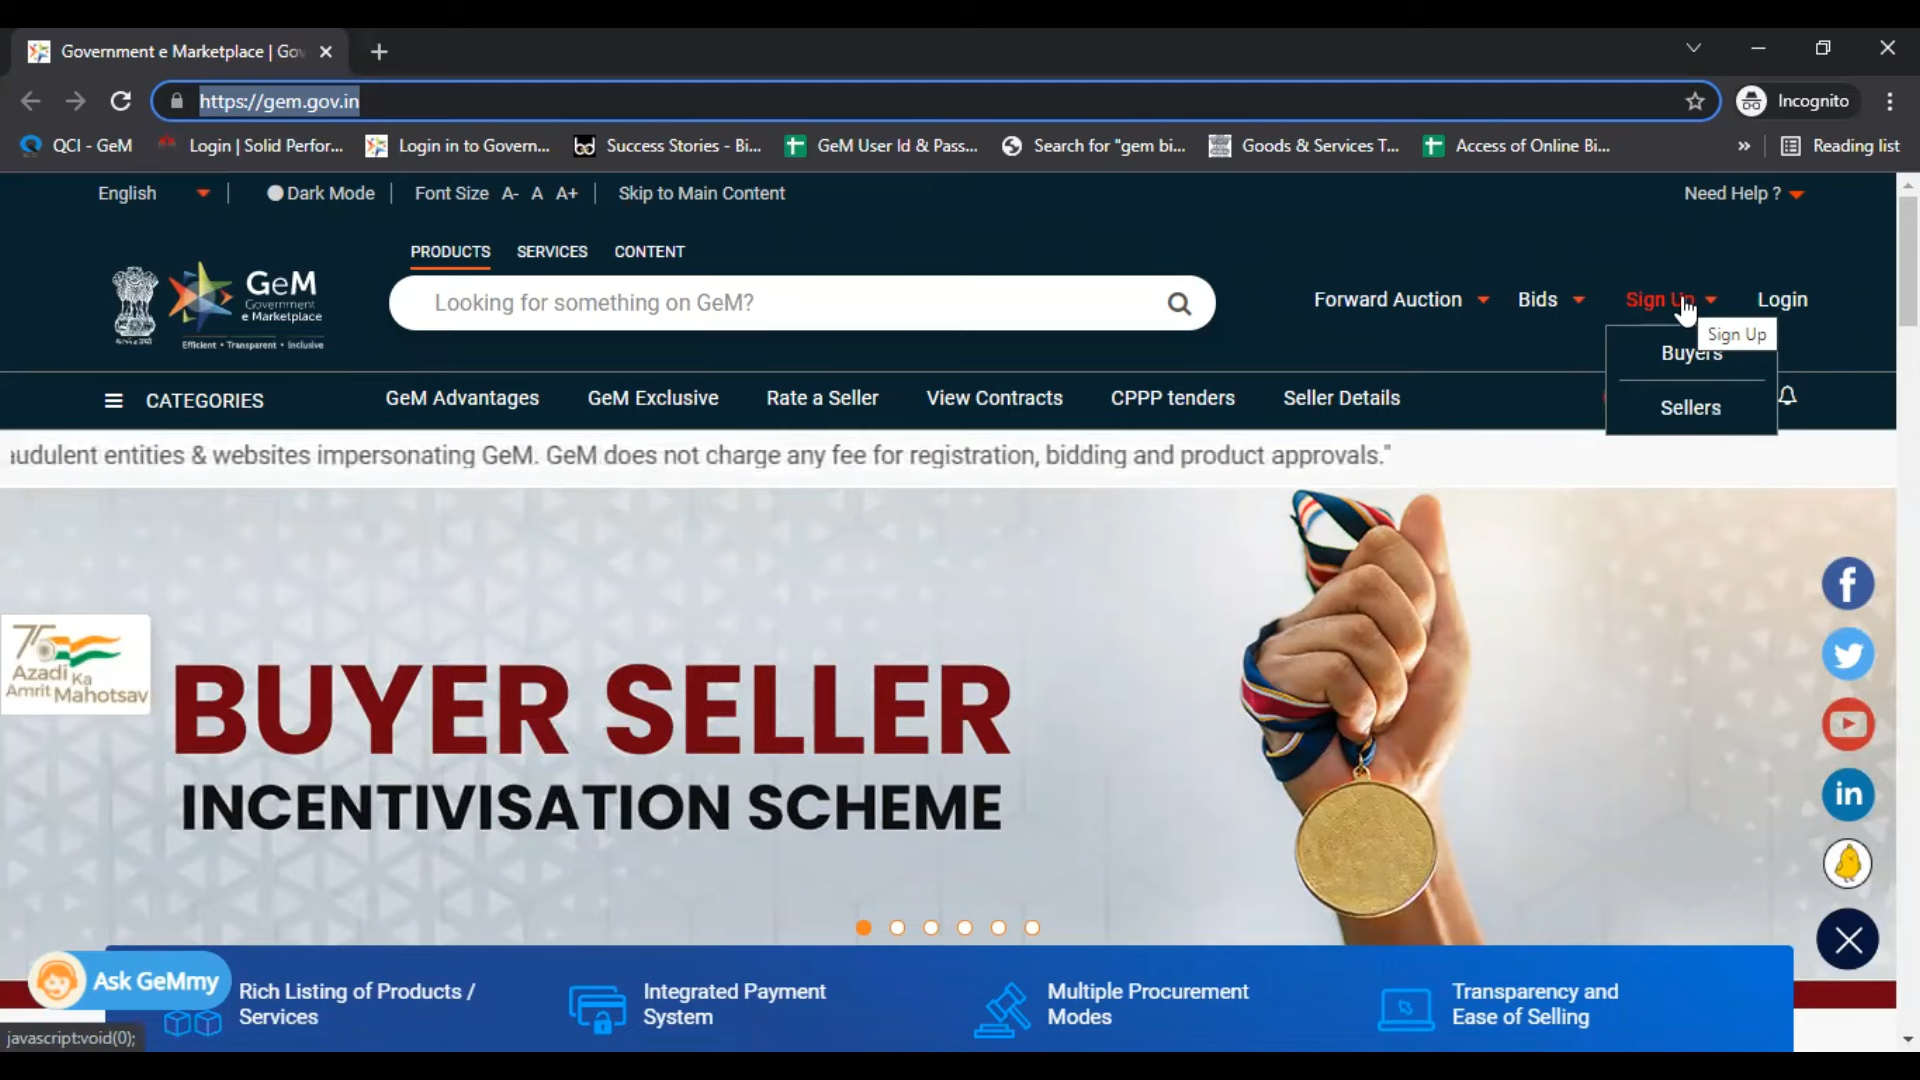 Government e Marketplace | Gov
https://gem.gov.in
Incognito
QCI - GeM
Login | Solid Perfor...
Login in to Govern...
Success Stories - Bi...
GeM User Id & Pass...
Search for "gem bi...
Goods & Services T...
Access of Online Bi...
Reading list
English
Dark Mode
Font Size A- A A+
Skip to Main Content
Need Help ?
PRODUCTS SERVICES CONTENT
GeM
Government
e Marketplace
Efficient • Transparent • Inclusive
Looking for something on GeM?
Forward Auction
Bids
Sign Up
Login
Sign Up
Buyers
Sellers
CATEGORIES
GeM Advantages
GeM Exclusive
Rate a Seller
View Contracts
CPPP tenders
Seller Details
audulent entities & websites impersonating GeM. GeM does not charge any fee for registration, bidding and product approvals."
75
Azadi Ka
Amrit Mahotsav
BUYER SELLER
INCENTIVISATION SCHEME
Ask GeMmy
Rich Listing of Products /
Services
Integrated Payment
System
Multiple Procurement
Modes
Transparency and
Ease of Selling
javascript:void(0);